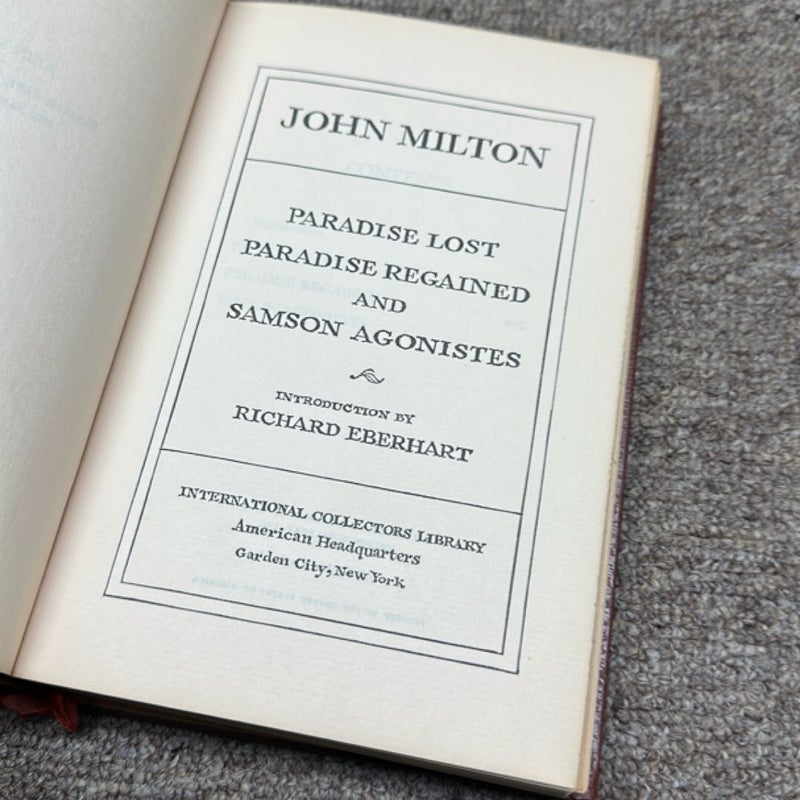 JOHN MILTON
PARADISE LOST
PARADISE REGAINED
AND
SAMSON AGONISTES
INTRODUCTION BY
RICHARD EBERHART
INTERNATIONAL COLLECTORS LIBRARY
American Headquarters
Garden City, New York
CONTENTS